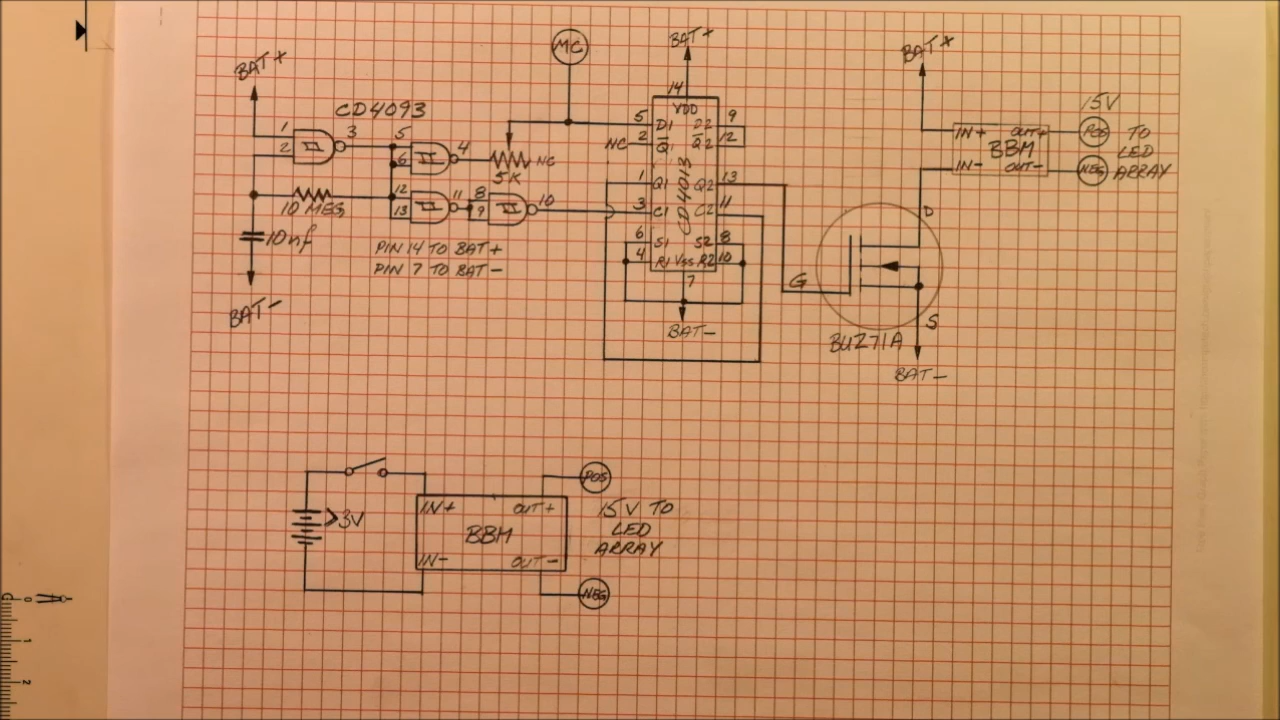 BAT+
CD4093
1
2
3
5
6
4
NC
5K
10 MEG
12
13
11
8
9
10
10nf
PIN 14 TO BAT+
PIN 7 TO BAT-
BAT-
MC
BAT+
14
VDD
5
D1
D2
9
NC
2
Q1
Q2
12
CD4013
1
Q1
Q2
13
3
C1
C2
11
6
S1
S2
8
4
R1
VSS
R2
10
7
BAT-
BAT+
IN+
OUT+
BBM
IN-
OUT-
15V
POS
NEG
TO
LED
ARRAY
D
G
S
BUZ71A
BAT-
>3V
IN+
OUT+
BBM
IN-
OUT-
POS
15V TO
LED
ARRAY
NEG
0
1
2